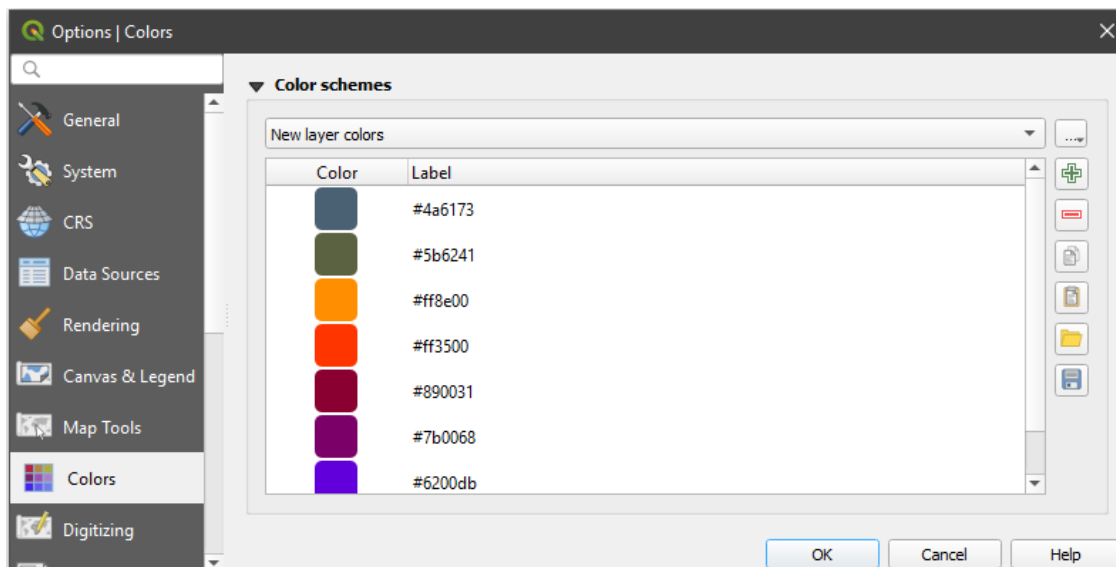 Options | Colors
General
System
CRS
Data Sources
Rendering
Canvas & Legend
Map Tools
Colors
Digitizing
Color schemes
New layer colors
...
Color Label
#4a6173
#5b6241
#ff8e00
#ff3500
#890031
#7b0068
#6200db
OK Cancel Help